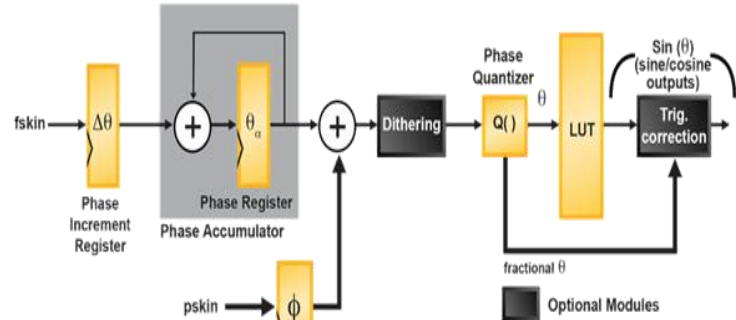 fskin
Δθ
Phase
Increment
Register
+
θα
Phase Register
Phase Accumulator
+
pskin
ϕ
Dithering
Phase
Quantizer
Q( )
θ
LUT
Sin (θ)
(sine/cosine
outputs)
Trig.
correction
fractional θ
Optional Modules